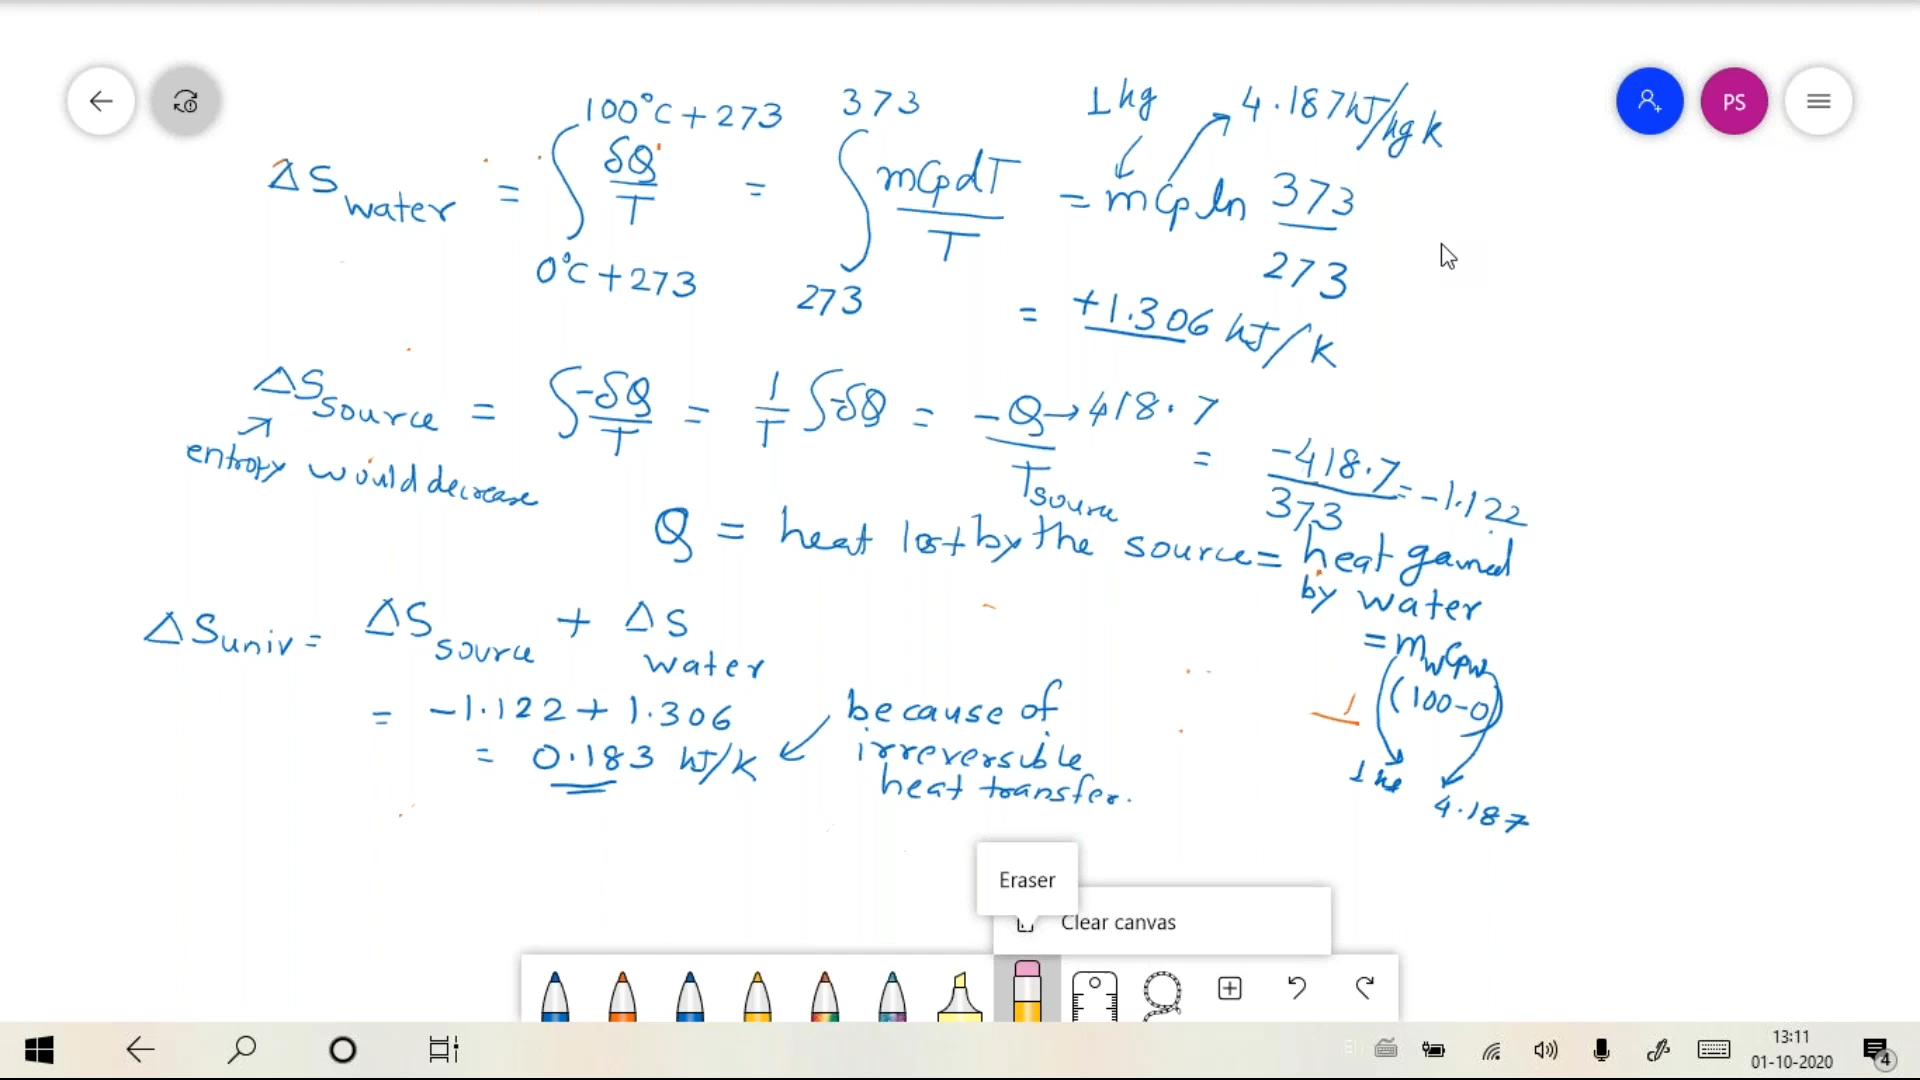 PS
ΔS water = ∫ 0°C+273 100°C+273 δQ/T = ∫ 273 373 mCpdT/T = mCp ln 373/273
1 kg 4.187 kJ/kg K
= +1.306 kJ/K
ΔS source = ∫ -δQ/T = 1/T ∫ -δQ = -Q/T source → 418.7
= -418.7/373 = -1.122
entropy would decrease
Q = heat lost by the source = heat gained
by water
= mw Cpw
(100-0)
1 kg
4.187
ΔS univ = ΔS source + ΔS water
= -1.122 + 1.306
= 0.183 kJ/K
because of
irreversible
heat transfer.
Eraser
Clear canvas
13:11
01-10-2020
4